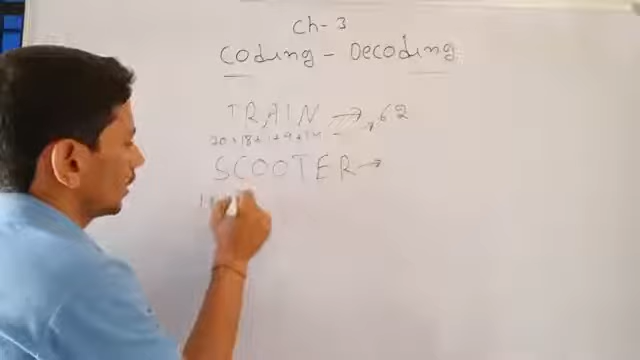 Ch-3
Coding - Decoding
TRAIN → 62
20+18+1+9+14
SCOOTER →